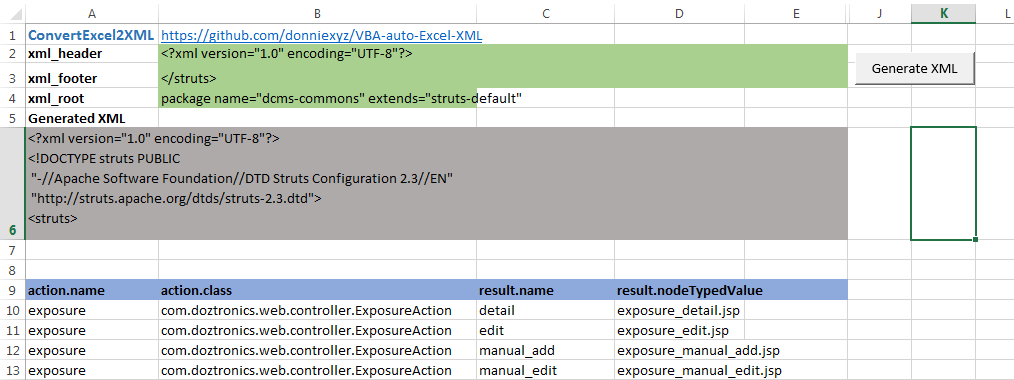 A B C D E J K L
1 ConvertExcel2XML https://github.com/donniexyz/VBA-auto-Excel-XML
2 xml_header <?xml version="1.0" encoding="UTF-8"?>
Generate XML
3 xml_footer </struts>
4 xml_root package name="dcms-commons" extends="struts-default"
5 Generated XML
<?xml version="1.0" encoding="UTF-8"?>
<!DOCTYPE struts PUBLIC
"-//Apache Software Foundation//DTD Struts Configuration 2.3//EN"
"http://struts.apache.org/dtds/struts-2.3.dtd">
<struts>
6
7
8
9 action.name action.class result.name result.nodeTypedValue
10 exposure com.doztronics.web.controller.ExposureAction detail exposure_detail.jsp
11 exposure com.doztronics.web.controller.ExposureAction edit exposure_edit.jsp
12 exposure com.doztronics.web.controller.ExposureAction manual_add exposure_manual_add.jsp
13 exposure com.doztronics.web.controller.ExposureAction manual_edit exposure_manual_edit.jsp